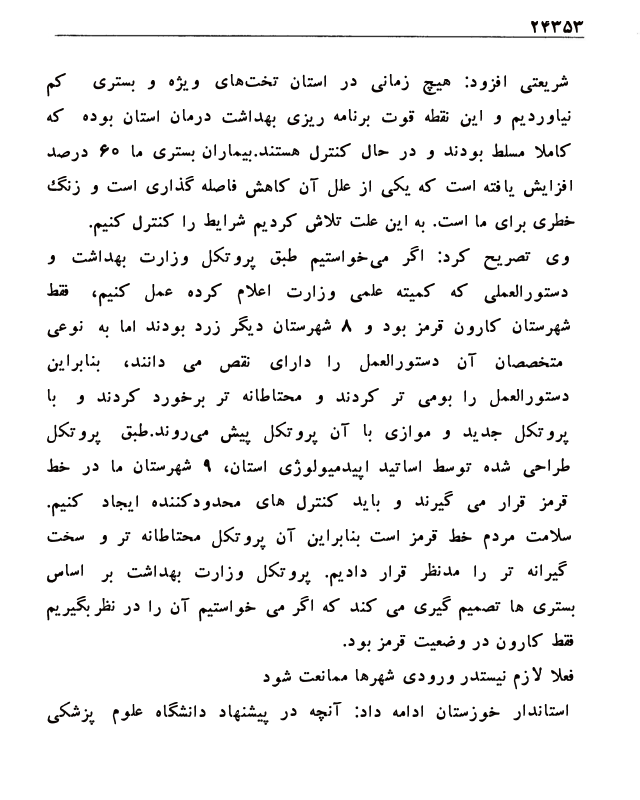 ۲۴۳۵۳
شریعتی افزود: هیچ زمانی در استان تخت‌های ویژه و بستری کم
نیاوردیم و این نقطه قوت برنامه ریزی بهداشت درمان استان بوده که
کاملا مسلط بودند و در حال کنترل هستند.بیماران بستری ما ۶۰ درصد
افزایش یافته است که یکی از علل آن کاهش فاصله گذاری است و زنگ
خطری برای ما است. به این علت تلاش کردیم شرایط را کنترل کنیم.
وی تصریح کرد: اگر می‌خواستیم طبق پروتکل وزارت بهداشت و
دستورالعملی که کمیته علمی وزارت اعلام کرده عمل کنیم، فقط
شهرستان کارون قرمز بود و ۸ شهرستان دیگر زرد بودند اما به نوعی
متخصصان آن دستورالعمل را دارای نقص می دانند، بنابراین
دستورالعمل را بومی تر کردند و محتاطانه تر برخورد کردند و با
پروتکل جدید و موازی با آن پروتکل پیش می‌روند.طبق پروتکل
طراحی شده توسط اساتید اپیدمیولوژی استان، ۹ شهرستان ما در خط
قرمز قرار می گیرند و باید کنترل های محدودکننده ایجاد کنیم.
سلامت مردم خط قرمز است بنابراین آن پروتکل محتاطانه تر و سخت
گیرانه تر را مدنظر قرار دادیم. پروتکل وزارت بهداشت بر اساس
بستری ها تصمیم گیری می کند که اگر می خواستیم آن را در نظر بگیریم
فقط کارون در وضعیت قرمز بود.
فعلا لازم نیستدر ورودی شهرها ممانعت شود
استاندار خوزستان ادامه داد: آنچه در پیشنهاد دانشگاه علوم پزشکی